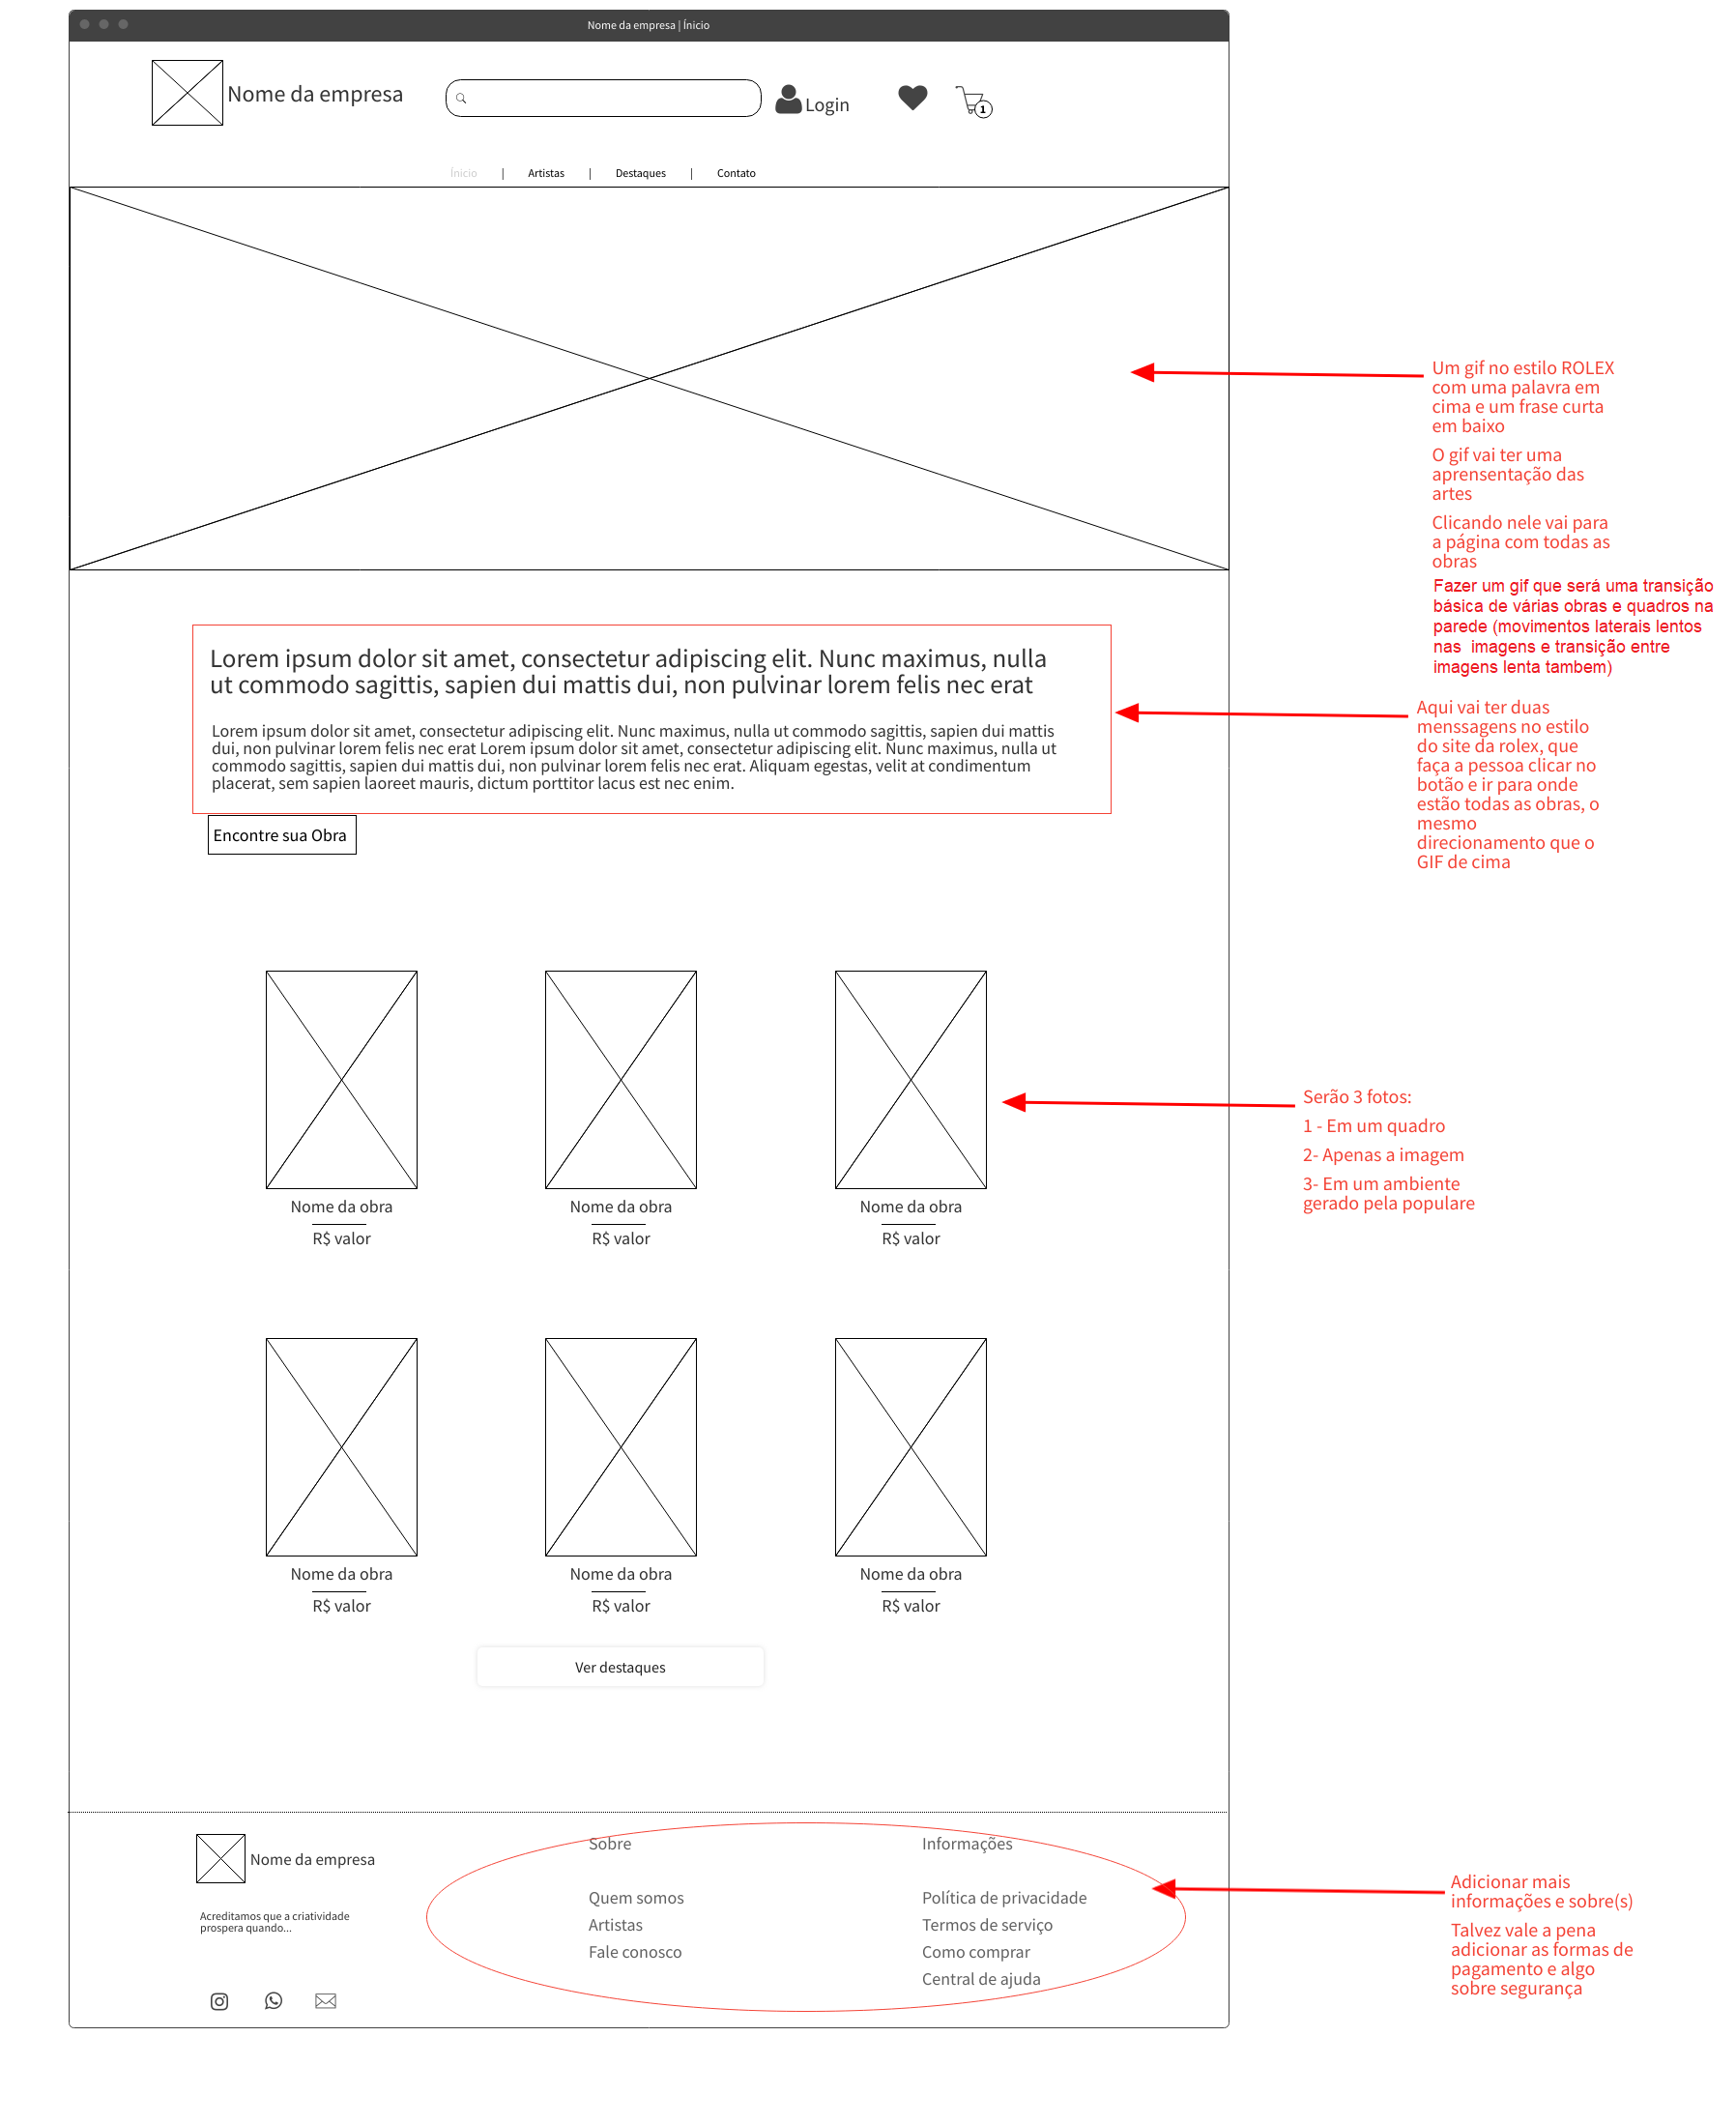 Nome da empresa | Ínicio
Nome da empresa
Login
1
Ínicio | Artistas | Destaques | Contato
Um gif no estilo ROLEX
com uma palavra em
cima e um frase curta
em baixo
O gif vai ter uma
aprensentação das
artes
Clicando nele vai para
a página com todas as
obras
Fazer um gif que será uma transição
básica de várias obras e quadros na
parede (movimentos laterais lentos
nas imagens e transição entre
imagens lenta tambem)
Lorem ipsum dolor sit amet, consectetur adipiscing elit. Nunc maximus, nulla
ut commodo sagittis, sapien dui mattis dui, non pulvinar lorem felis nec erat
Lorem ipsum dolor sit amet, consectetur adipiscing elit. Nunc maximus, nulla ut commodo sagittis, sapien dui mattis
dui, non pulvinar lorem felis nec erat Lorem ipsum dolor sit amet, consectetur adipiscing elit. Nunc maximus, nulla ut
commodo sagittis, sapien dui mattis dui, non pulvinar lorem felis nec erat. Aliquam egestas, velit at condimentum
placerat, sem sapien laoreet mauris, dictum porttitor lacus est nec enim.
Encontre sua Obra
Aqui vai ter duas
menssagens no estilo
do site da rolex, que
faça a pessoa clicar no
botão e ir para onde
estão todas as obras, o
mesmo
direcionamento que o
GIF de cima
Nome da obra
R$ valor
Nome da obra
R$ valor
Nome da obra
R$ valor
Serão 3 fotos:
1 - Em um quadro
2- Apenas a imagem
3- Em um ambiente
gerado pela populare
Nome da obra
R$ valor
Nome da obra
R$ valor
Nome da obra
R$ valor
Ver destaques
Nome da empresa
Acreditamos que a criatividade
prospera quando...
Sobre
Quem somos
Artistas
Fale conosco
Informações
Política de privacidade
Termos de serviço
Como comprar
Central de ajuda
Adicionar mais
informações e sobre(s)
Talvez vale a pena
adicionar as formas de
pagamento e algo
sobre segurança